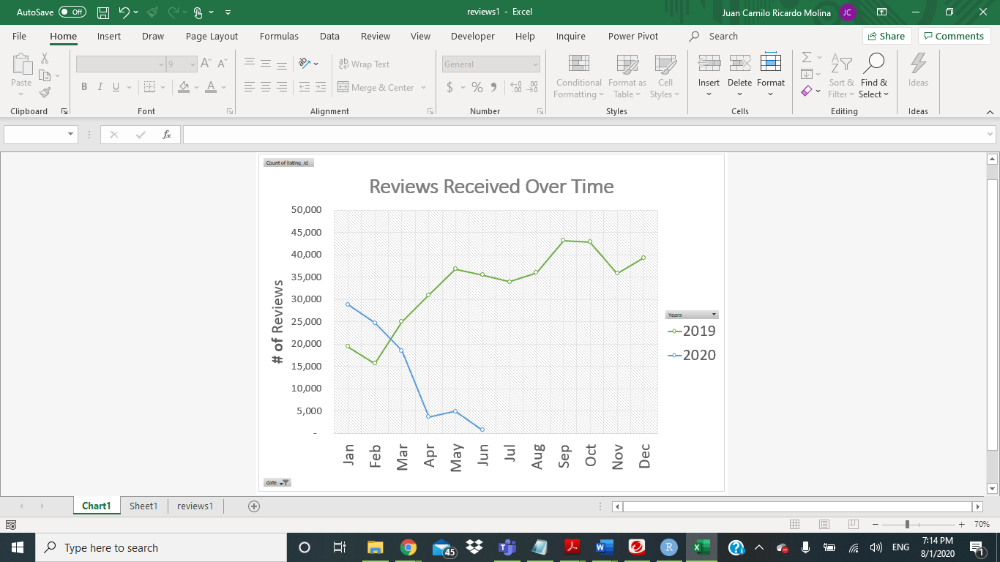 AutoSave Off reviews1 - Excel Juan Camilo Ricardo Molina JC
File Home Insert Draw Page Layout Formulas Data Review View Developer Help Inquire Power Pivot Search Share Comments
Paste
Clipboard
9
B I U A
Font
ab Wrap Text
Merge & Center
Alignment
General
$ % 9
Number
Conditional Formatting
Format as Table
Cell Styles
Styles
Insert Delete Format
Cells
Sort & Filter
Find & Select
Editing
Ideas
Ideas
fx
Count of listing_id
Reviews Received Over Time
# of Reviews
50,000
45,000
40,000
35,000
30,000
25,000
20,000
15,000
10,000
5,000
-
Jan Feb Mar Apr May Jun Jul Aug Sep Oct Nov Dec
Years
2019
2020
date
Chart1 Sheet1 reviews1
70%
Type here to search
45
R
ENG
7:14 PM
8/1/2020
1